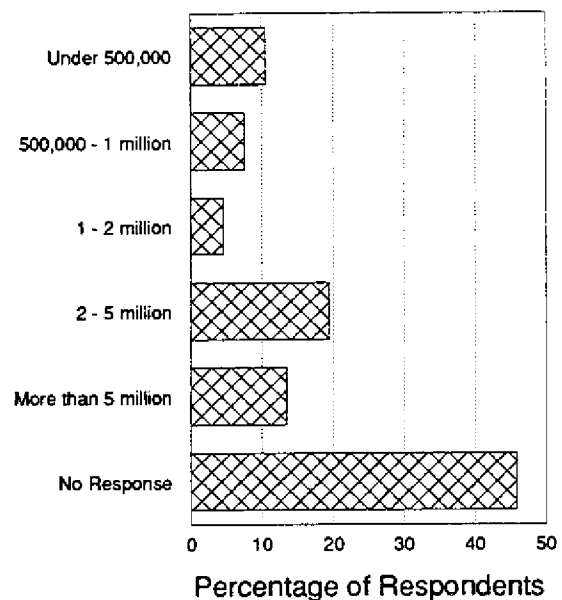 Under 500,000
500,000 - 1 million
1 - 2 million
2 - 5 million
More than 5 million
No Response
0 10 20 30 40 50
Percentage of Respondents